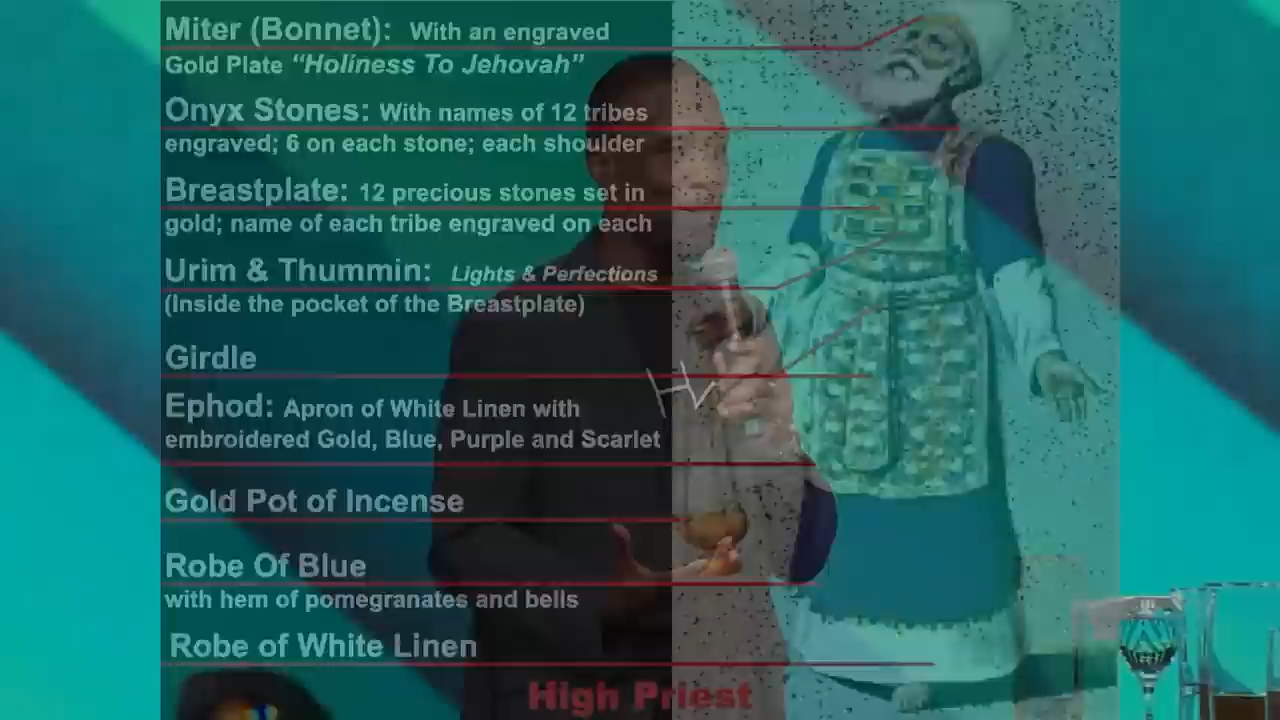 Miter (Bonnet): With an engraved
Gold Plate “Holiness To Jehovah”
Onyx Stones: With names of 12 tribes
engraved; 6 on each stone; each shoulder
Breastplate: 12 precious stones set in
gold; name of each tribe engraved on each
Urim & Thummin: Lights & Perfections
(Inside the pocket of the Breastplate)
Girdle
Ephod: Apron of White Linen with
embroidered Gold, Blue, Purple and Scarlet
Gold Pot of Incense
Robe Of Blue
with hem of pomegranates and bells
Robe of White Linen
High Priest